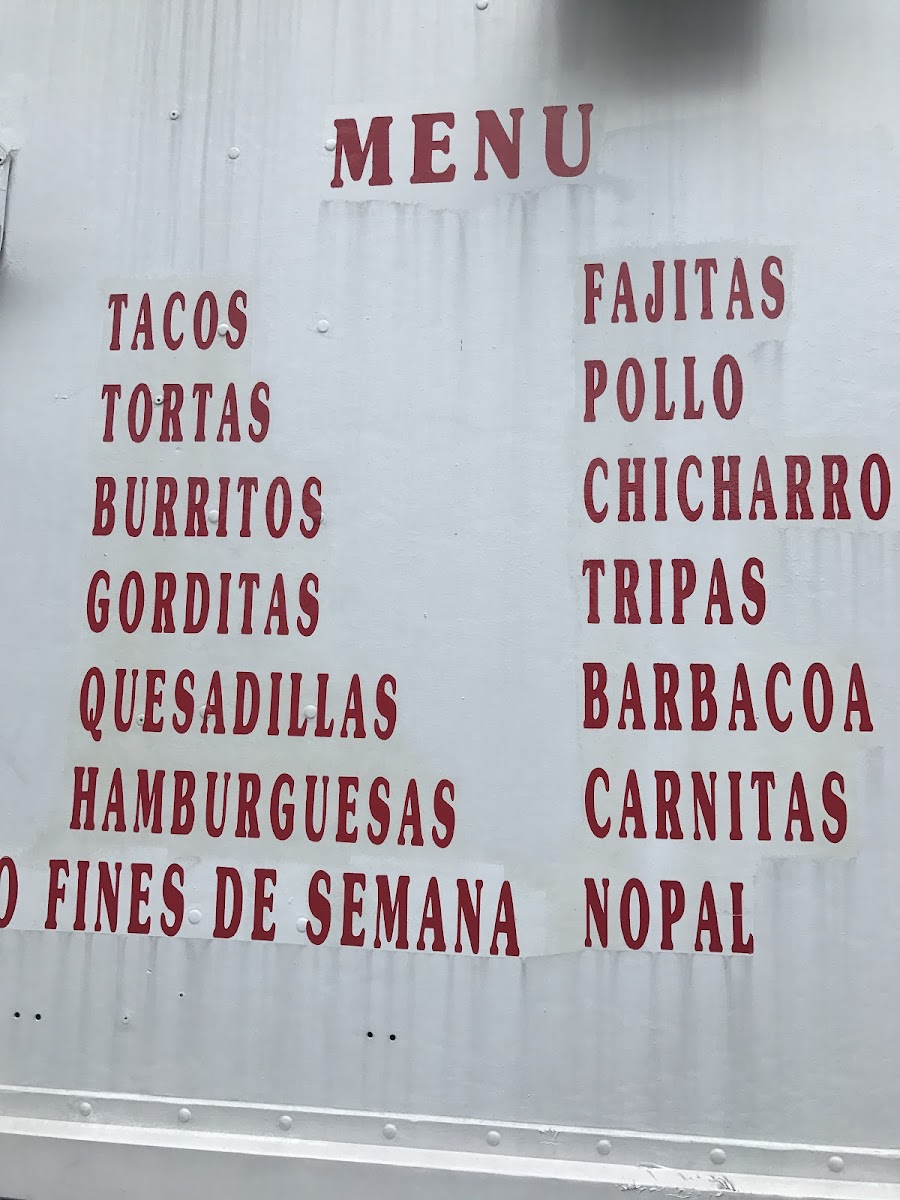 MENU
TACOS
TORTAS
BURRITOS
GORDITAS
QUESADILLAS
HAMBURGUESAS
O FINES DE SEMANA
FAJITAS
POLLO
CHICHARRO
TRIPAS
BARBACOA
CARNITAS
NOPAL